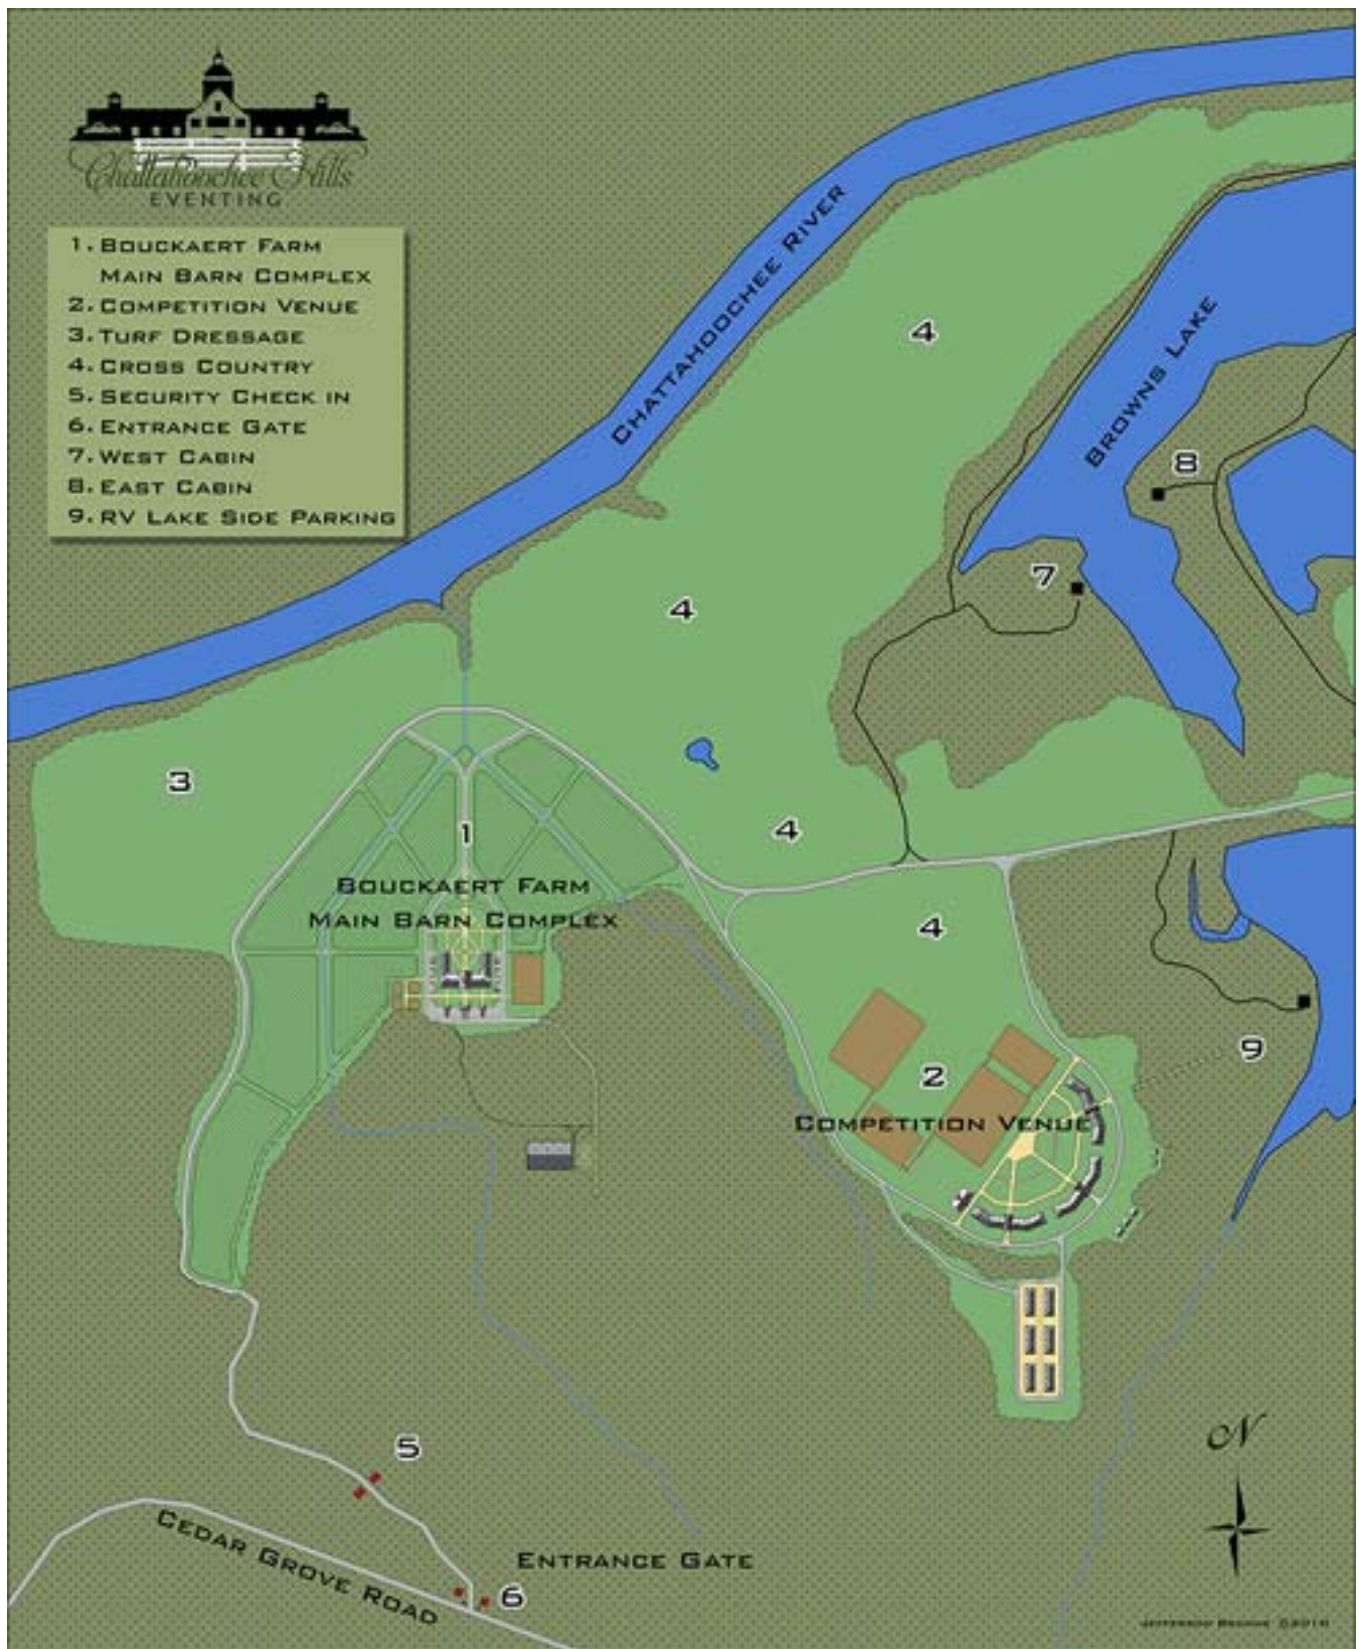 Chattahoochee Hills
EVENTING
1. BOUCKAERT FARM
MAIN BARN COMPLEX
2. COMPETITION VENUE
3. TURF DRESSAGE
4. CROSS COUNTRY
5. SECURITY CHECK IN
6. ENTRANCE GATE
7. WEST CABIN
8. EAST CABIN
9. RV LAKE SIDE PARKING
CHATTAHOOCHEE RIVER
4
BROWNS LAKE
8
7
4
3
1
4
BOUCKAERT FARM
MAIN BARN COMPLEX
4
9
2
COMPETITION VENUE
N
5
CEDAR GROVE ROAD
ENTRANCE GATE
6
©2010